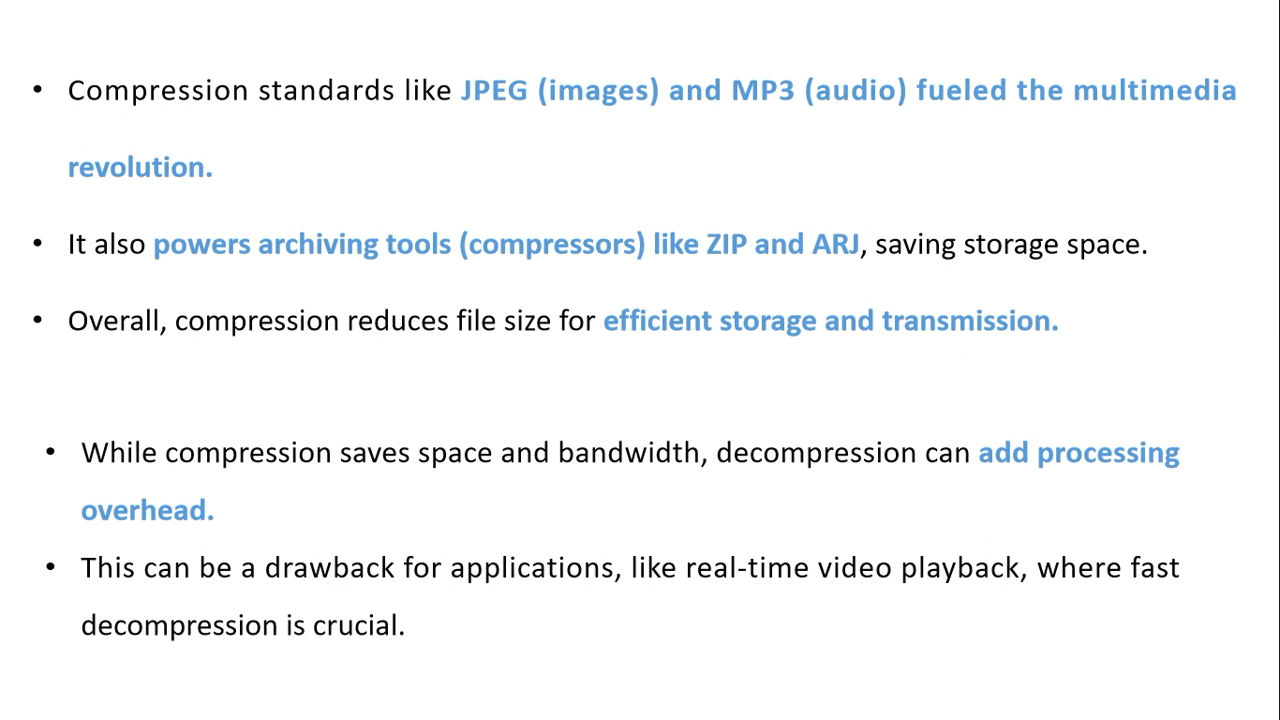 • Compression standards like JPEG (images) and MP3 (audio) fueled the multimedia
revolution.
• It also powers archiving tools (compressors) like ZIP and ARJ, saving storage space.
• Overall, compression reduces file size for efficient storage and transmission.
• While compression saves space and bandwidth, decompression can add processing
overhead.
• This can be a drawback for applications, like real-time video playback, where fast
decompression is crucial.